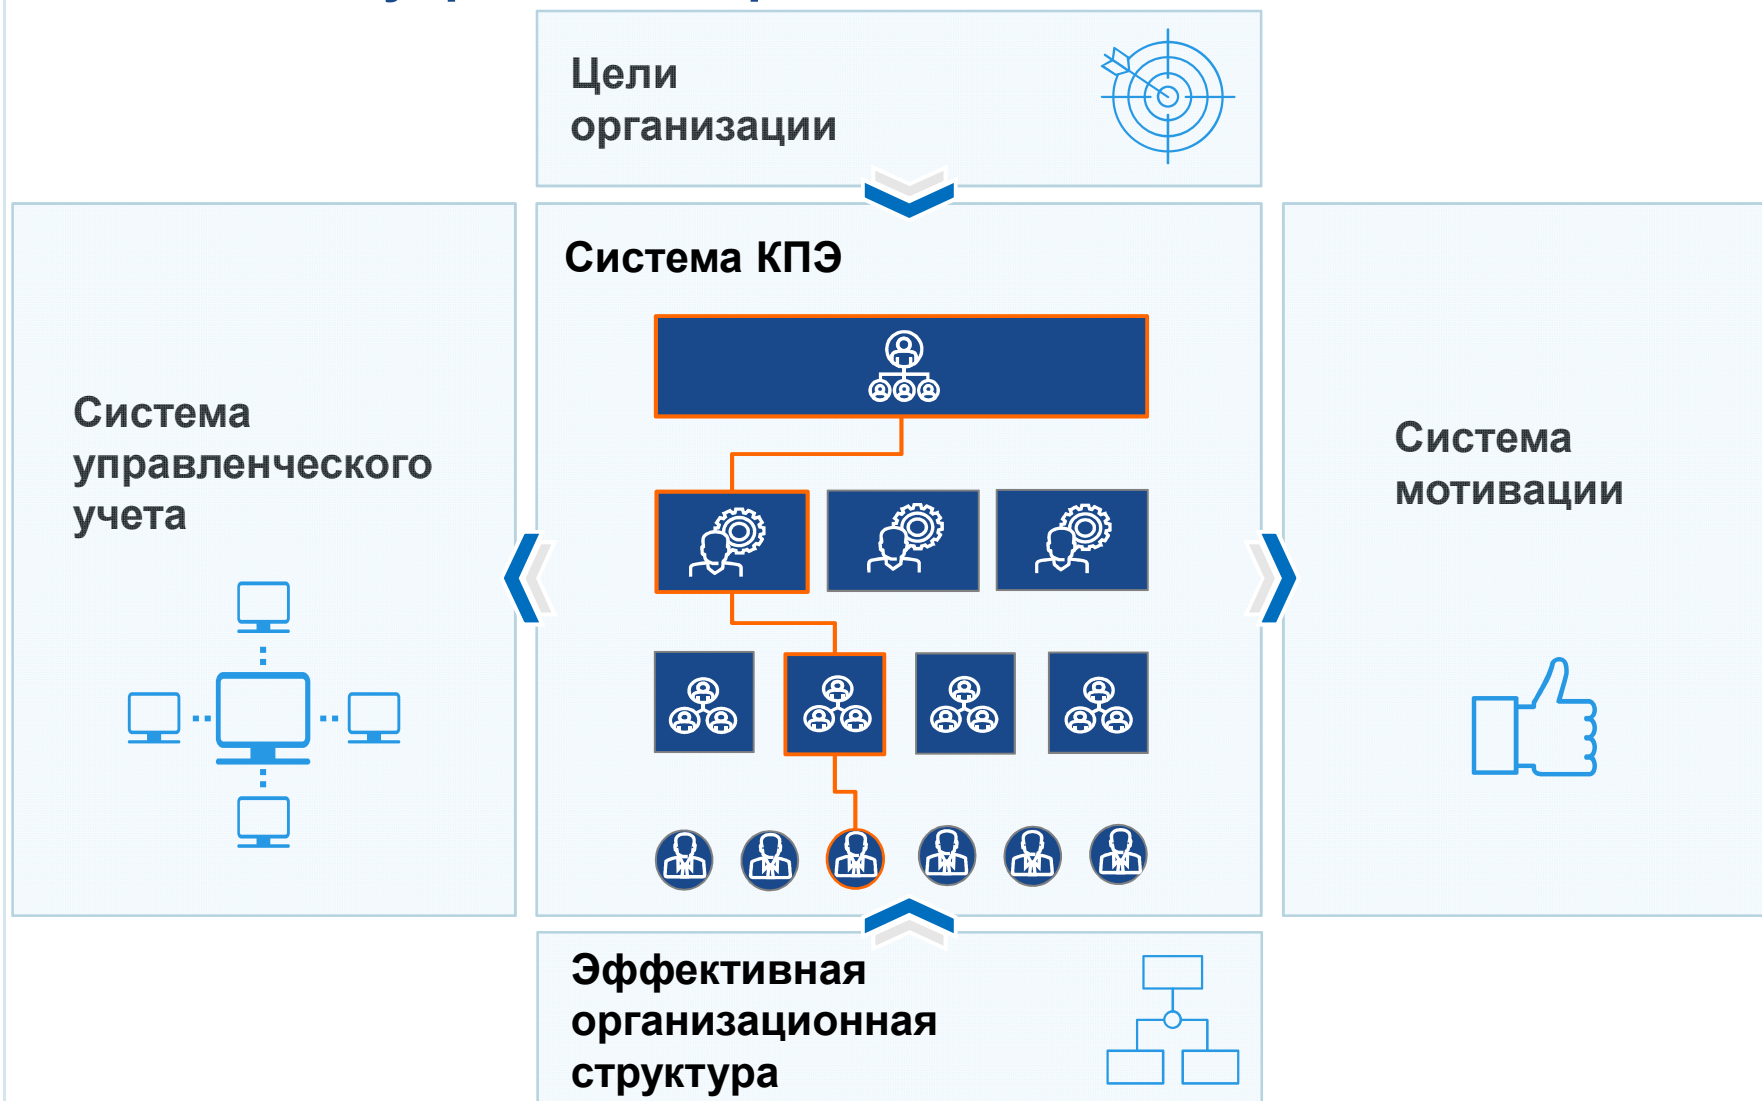 Цели
организации
Система КПЭ
Система
управленческого
учета
Система
мотивации
Эффективная
организационная
структура